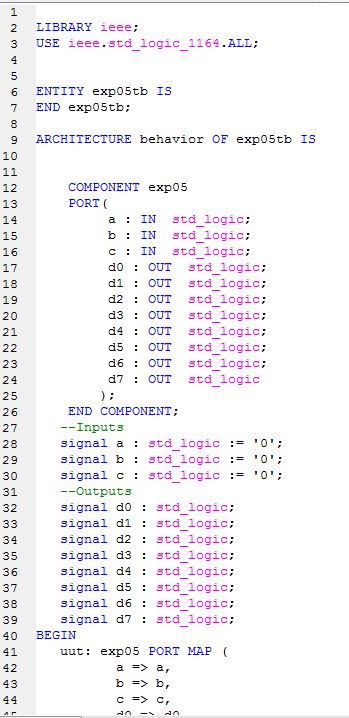 1
2 LIBRARY ieee;
3 USE ieee.std_logic_1164.ALL;
4
5
6 ENTITY exp05tb IS
7 END exp05tb;
8
9 ARCHITECTURE behavior OF exp05tb IS
10
11
12 COMPONENT exp05
13 PORT(
14 a : IN std_logic;
15 b : IN std_logic;
16 c : IN std_logic;
17 d0 : OUT std_logic;
18 d1 : OUT std_logic;
19 d2 : OUT std_logic;
20 d3 : OUT std_logic;
21 d4 : OUT std_logic;
22 d5 : OUT std_logic;
23 d6 : OUT std_logic;
24 d7 : OUT std_logic
25 );
26 END COMPONENT;
27 --Inputs
28 signal a : std_logic := '0';
29 signal b : std_logic := '0';
30 signal c : std_logic := '0';
31 --Outputs
32 signal d0 : std_logic;
33 signal d1 : std_logic;
34 signal d2 : std_logic;
35 signal d3 : std_logic;
36 signal d4 : std_logic;
37 signal d5 : std_logic;
38 signal d6 : std_logic;
39 signal d7 : std_logic;
40 BEGIN
41 uut: exp05 PORT MAP (
42 a => a,
43 b => b,
44 c => c,